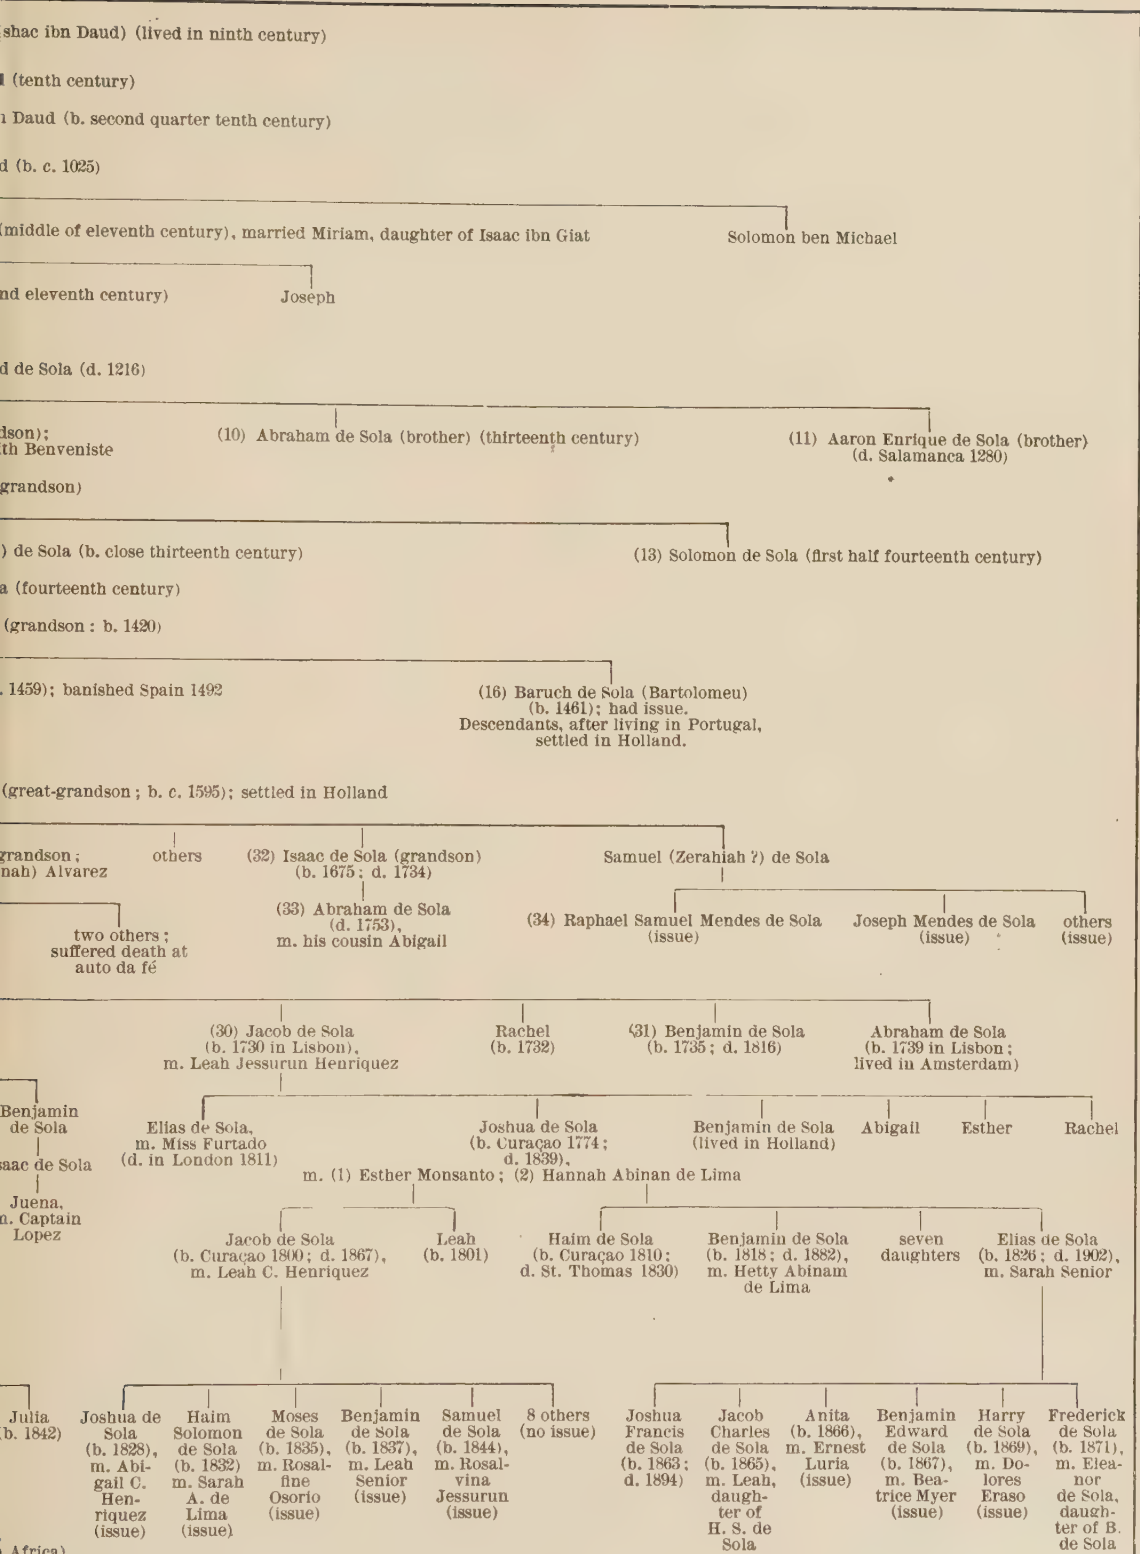 shac ibn Daud) (lived in ninth century)
(tenth century)
Daud (b. second quarter tenth century)
d (b. c. 1025)
(middle of eleventh century), married Miriam, daughter of Isaac ibn Giat
Solomon ben Michael
nd eleventh century)
Joseph
d de Sola (d. 1216)
dson);
th Benveniste
(10) Abraham de Sola (brother) (thirteenth century)
(11) Aaron Enrique de Sola (brother)
(d. Salamanca 1280)
grandson)
) de Sola (b. close thirteenth century)
(13) Solomon de Sola (first half fourteenth century)
a (fourteenth century)
(grandson : b. 1420)
. 1459); banished Spain 1492
(16) Baruch de Sola (Bartolomeu)
(b. 1461); had issue.
Descendants, after living in Portugal,
settled in Holland.
(great-grandson ; b. c. 1595); settled in Holland
grandson ;
nah) Alvarez
others
(32) Isaac de Sola (grandson)
(b. 1675; d. 1734)
Samuel (Zerahiah ?) de Sola
two others ;
suffered death at
auto da fé
(33) Abraham de Sola
(d. 1753),
m. his cousin Abigail
(34) Raphael Samuel Mendes de Sola
(issue)
Joseph Mendes de Sola
(issue)
others
(issue)
(30) Jacob de Sola
(b. 1730 in Lisbon),
m. Leah Jessurun Henriquez
Rachel
(b. 1732)
(31) Benjamin de Sola
(b. 1735; d. 1816)
Abraham de Sola
(b. 1739 in Lisbon ;
lived in Amsterdam)
Benjamin
de Sola
saac de Sola
Juena,
m. Captain
Lopez
Elias de Sola,
m. Miss Furtado
(d. in London 1811)
Joshua de Sola
(b. Curaçao 1774 ;
d. 1839),
m. (1) Esther Monsanto ; (2) Hannah Abinan de Lima
Benjamin de Sola
(lived in Holland)
Abigail
Esther
Rachel
Jacob de Sola
(b. Curaçao 1800; d. 1867),
m. Leah C. Henriquez
Leah
(b. 1801)
Haim de Sola
(b. Curaçao 1810;
d. St. Thomas 1830)
Benjamin de Sola
(b. 1818; d. 1882),
m. Hetty Abinam
de Lima
seven
daughters
Elias de Sola
(b. 1826; d. 1902),
m. Sarah Senior
Julia
(b. 1842)
Joshua de
Sola
(b. 1828),
m. Abi-
gail C.
Hen-
riquez
(issue)
Haim
Solomon
de Sola
(b. 1832)
m. Sarah
A. de
Lima
(issue)
Moses
de Sola
(b. 1835)
m. Rosal-
fine
Osorio
(issue)
Benjamin
de Sola
(b. 1837),
m. Leah
Senior
(issue)
Samuel
de Sola
(b. 1844),
m. Rosal-
vina
Jessurun
(issue)
8 others
(no issue)
Joshua
Francis
de Sola
(b. 1863;
d. 1894)
Jacob
Charles
de Sola
(b. 1865),
m. Leah,
daugh-
ter of
H. S. de
Sola
Anita
(b. 1866),
m. Ernest
Luria
(issue)
Benjamin
Edward
de Sola
(b. 1867),
m. Bea-
trice Myer
(issue)
Harry
de Sola
(b. 1869),
m. Do-
lores
Eraso
(issue)
Frederick
de Sola
(b. 1871),
m. Elea-
nor
de Sola,
daugh-
ter of B.
de Sola
Africa)